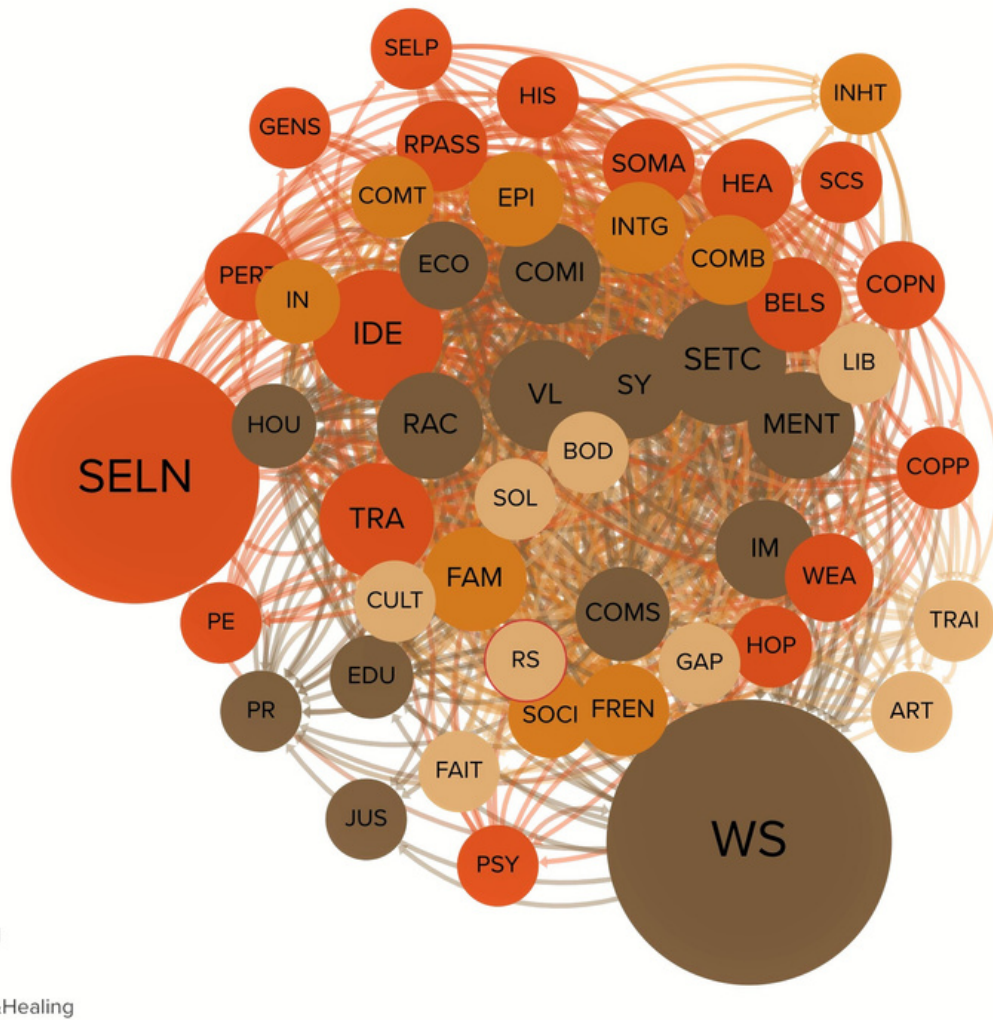 SELP
HIS
INHT
GENS
RPASS
SOMA
HEA
SCS
COMT
EPI
INTG
COMB
ECO
COMI
PERT
IN
BELS
COPN
IDE
LIB
SETC
VL
SY
HOU
RAC
MENT
BOD
COPP
SELN
SOL
TRA
IM
FAM
WEA
CULT
COMS
PE
TRAI
RS
GAP
HOP
EDU
PR
SOCI
FREN
ART
FAIT
JUS
WS
PSY
Healing